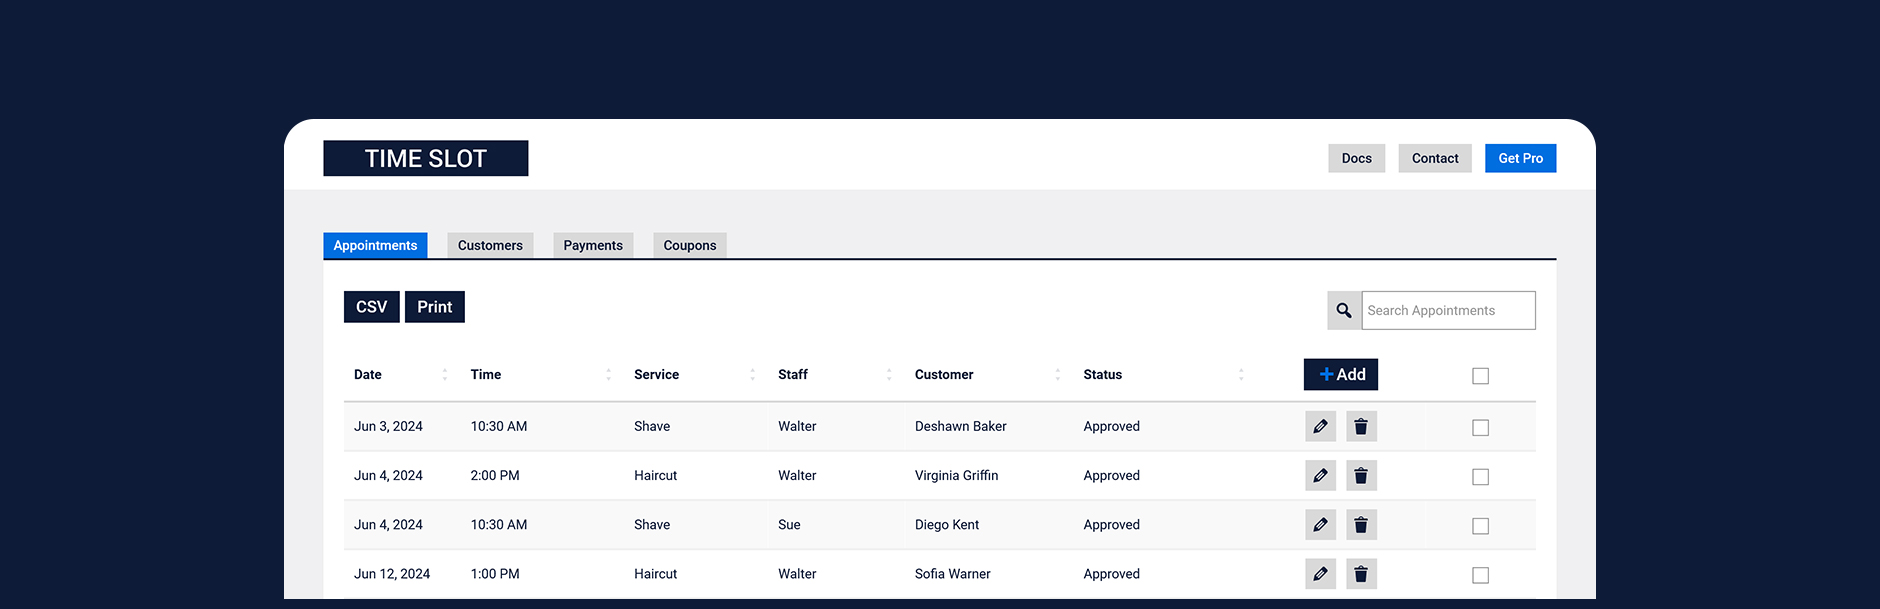 TIME SLOT
Docs Contact Get Pro
Appointments Customers Payments Coupons
CSV Print
Search Appointments
Date Time Service Staff Customer Status +Add
Jun 3, 2024 10:30 AM Shave Walter Deshawn Baker Approved
Jun 4, 2024 2:00 PM Haircut Walter Virginia Griffin Approved
Jun 4, 2024 10:30 AM Shave Sue Diego Kent Approved
Jun 12, 2024 1:00 PM Haircut Walter Sofia Warner Approved